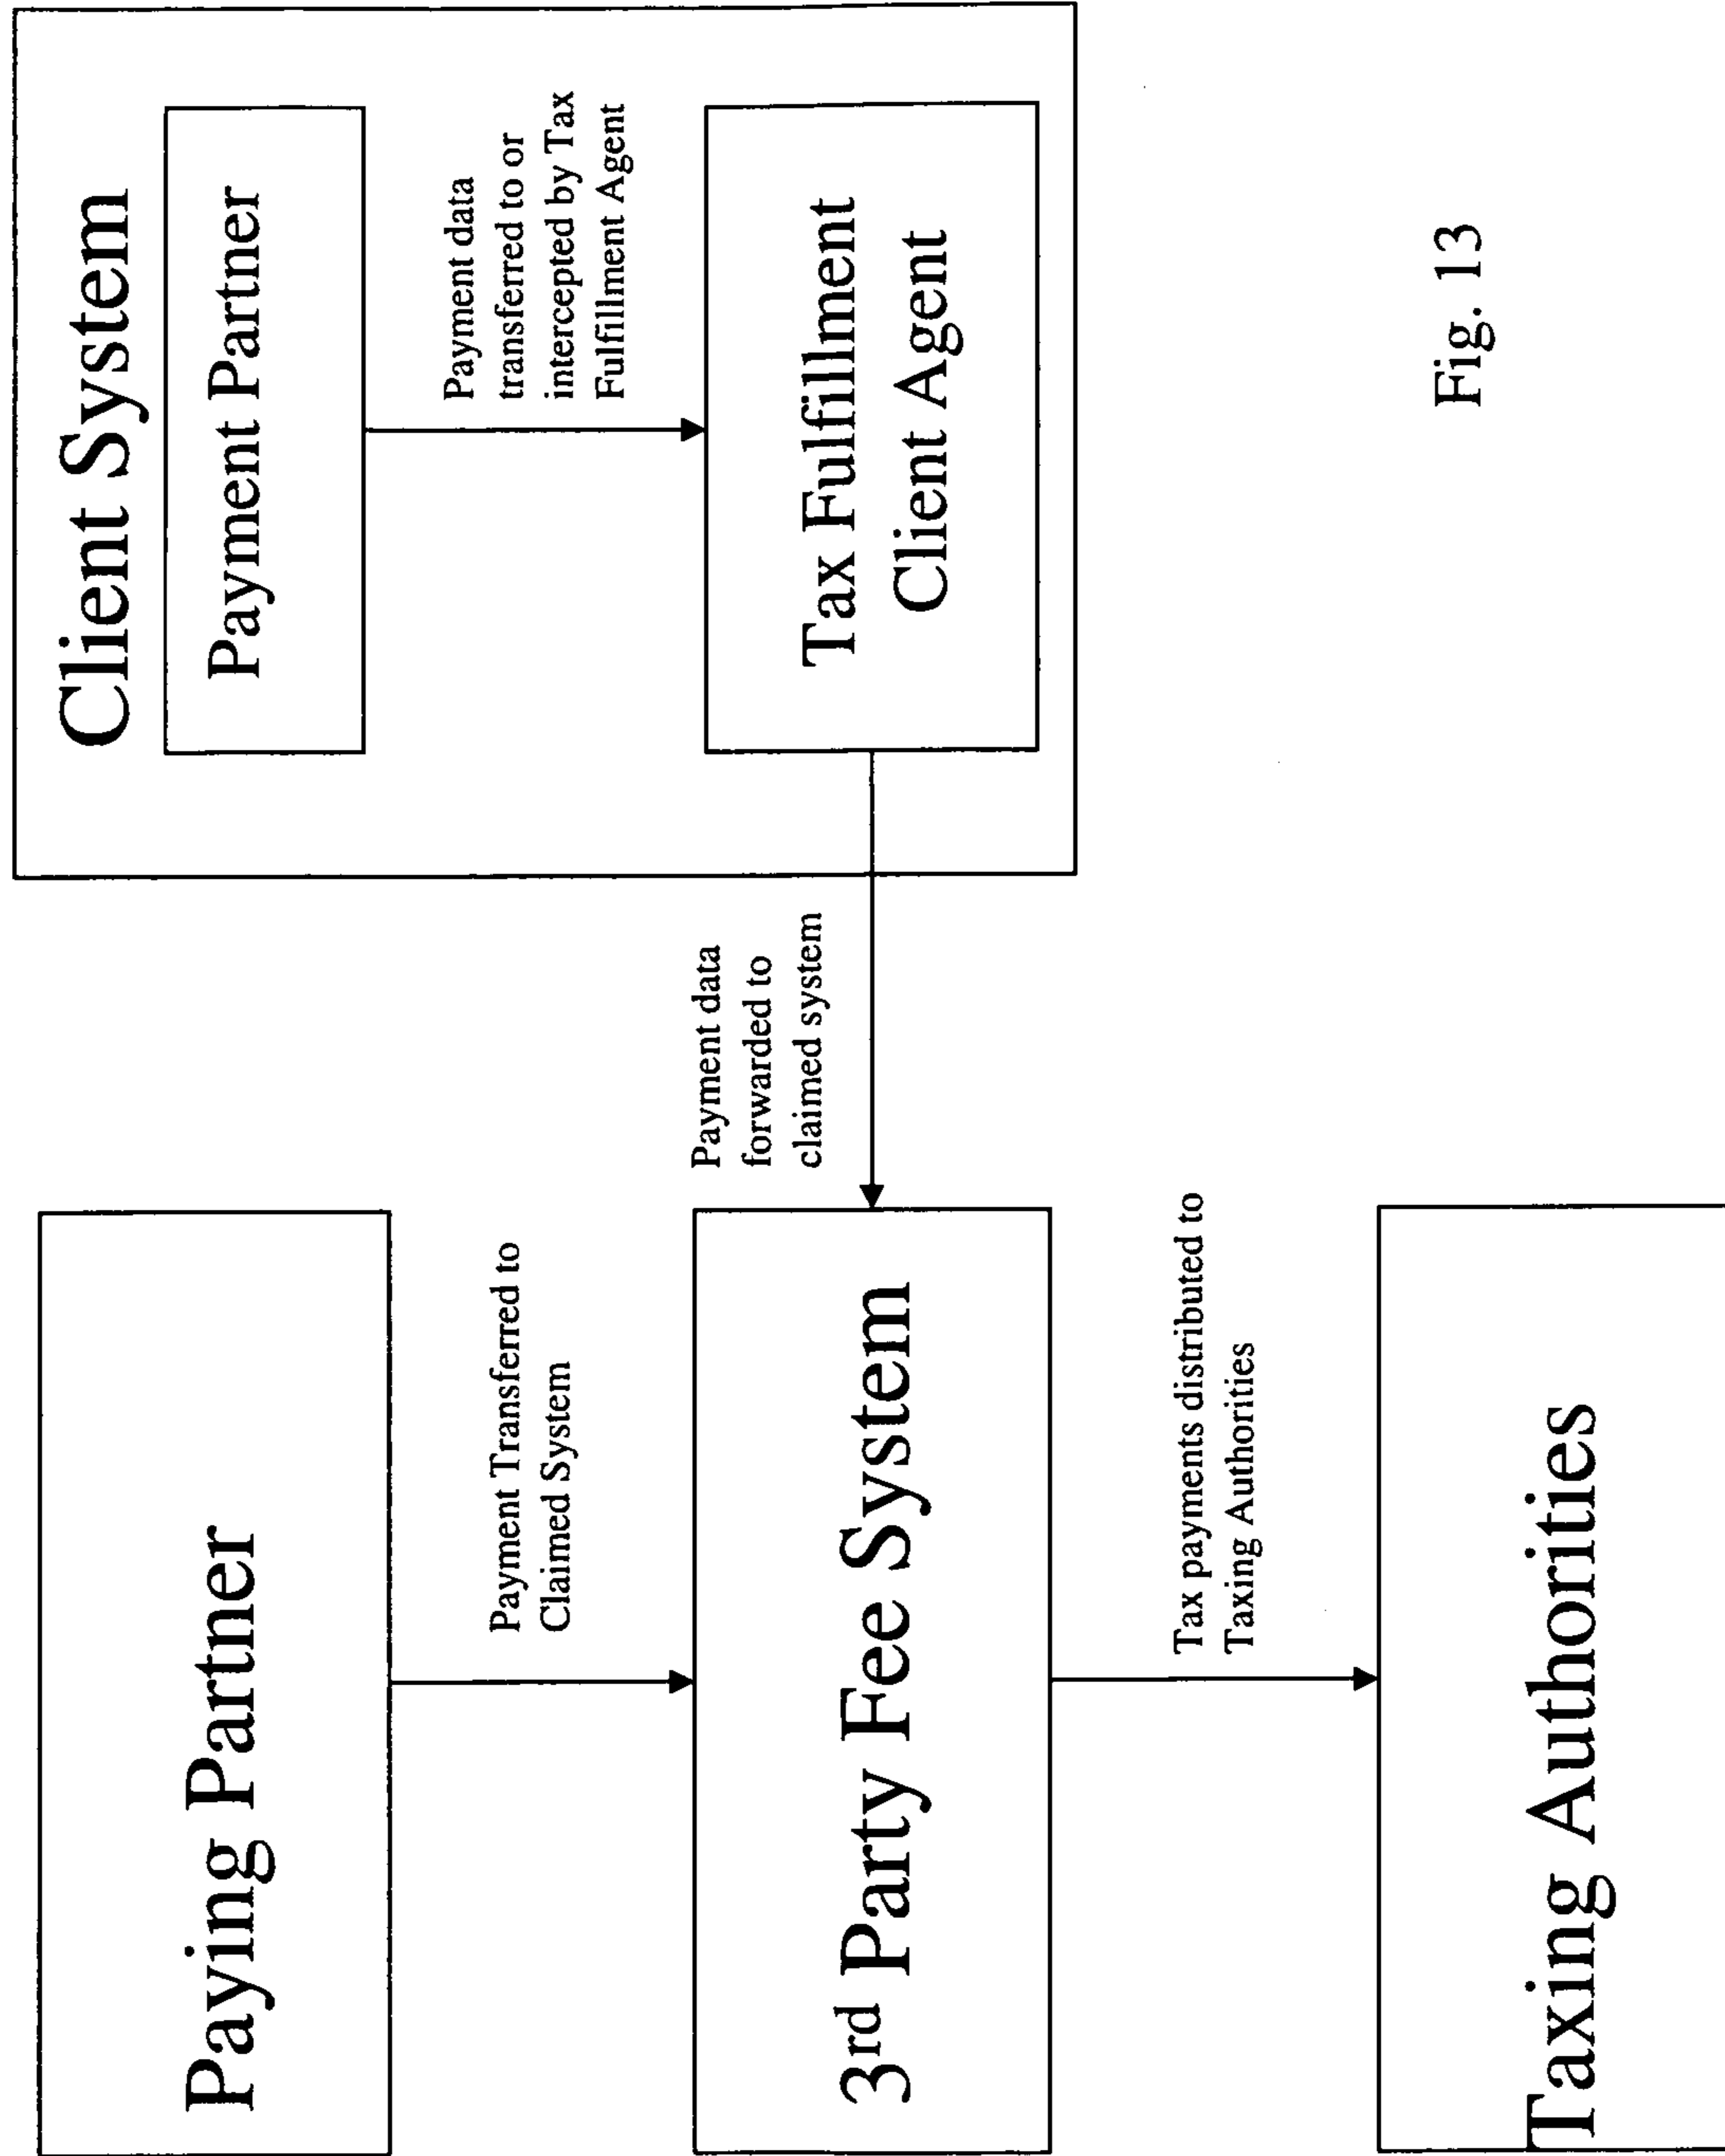 Client System
Payment Partner
Payment data
transferred to or
intercepted by Tax
Fulfillment Agent
Tax Fulfillment
Client Agent
Payment data
forwarded to
claimed system
Paying Partner
Payment Transferred to
Claimed System
3rd Party Fee System
Tax payments distributed to
Taxing Authorities
Taxing Authorities
Fig. 13